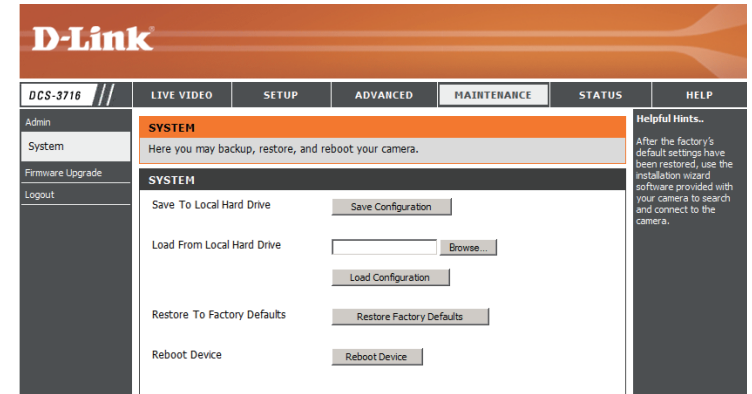 D-Link
DCS-3716
LIVE VIDEO
SETUP
ADVANCED
MAINTENANCE
STATUS
HELP
Admin
System
Firmware Upgrade
Logout
SYSTEM
Here you may backup, restore, and reboot your camera.
SYSTEM
Save To Local Hard Drive
Save Configuration
Load From Local Hard Drive
Browse...
Load Configuration
Restore To Factory Defaults
Restore Factory Defaults
Reboot Device
Reboot Device
Helpful Hints..
After the factory's
default settings have
been restored, use the
installation wizard
software provided with
your camera to search
and connect to the
camera.